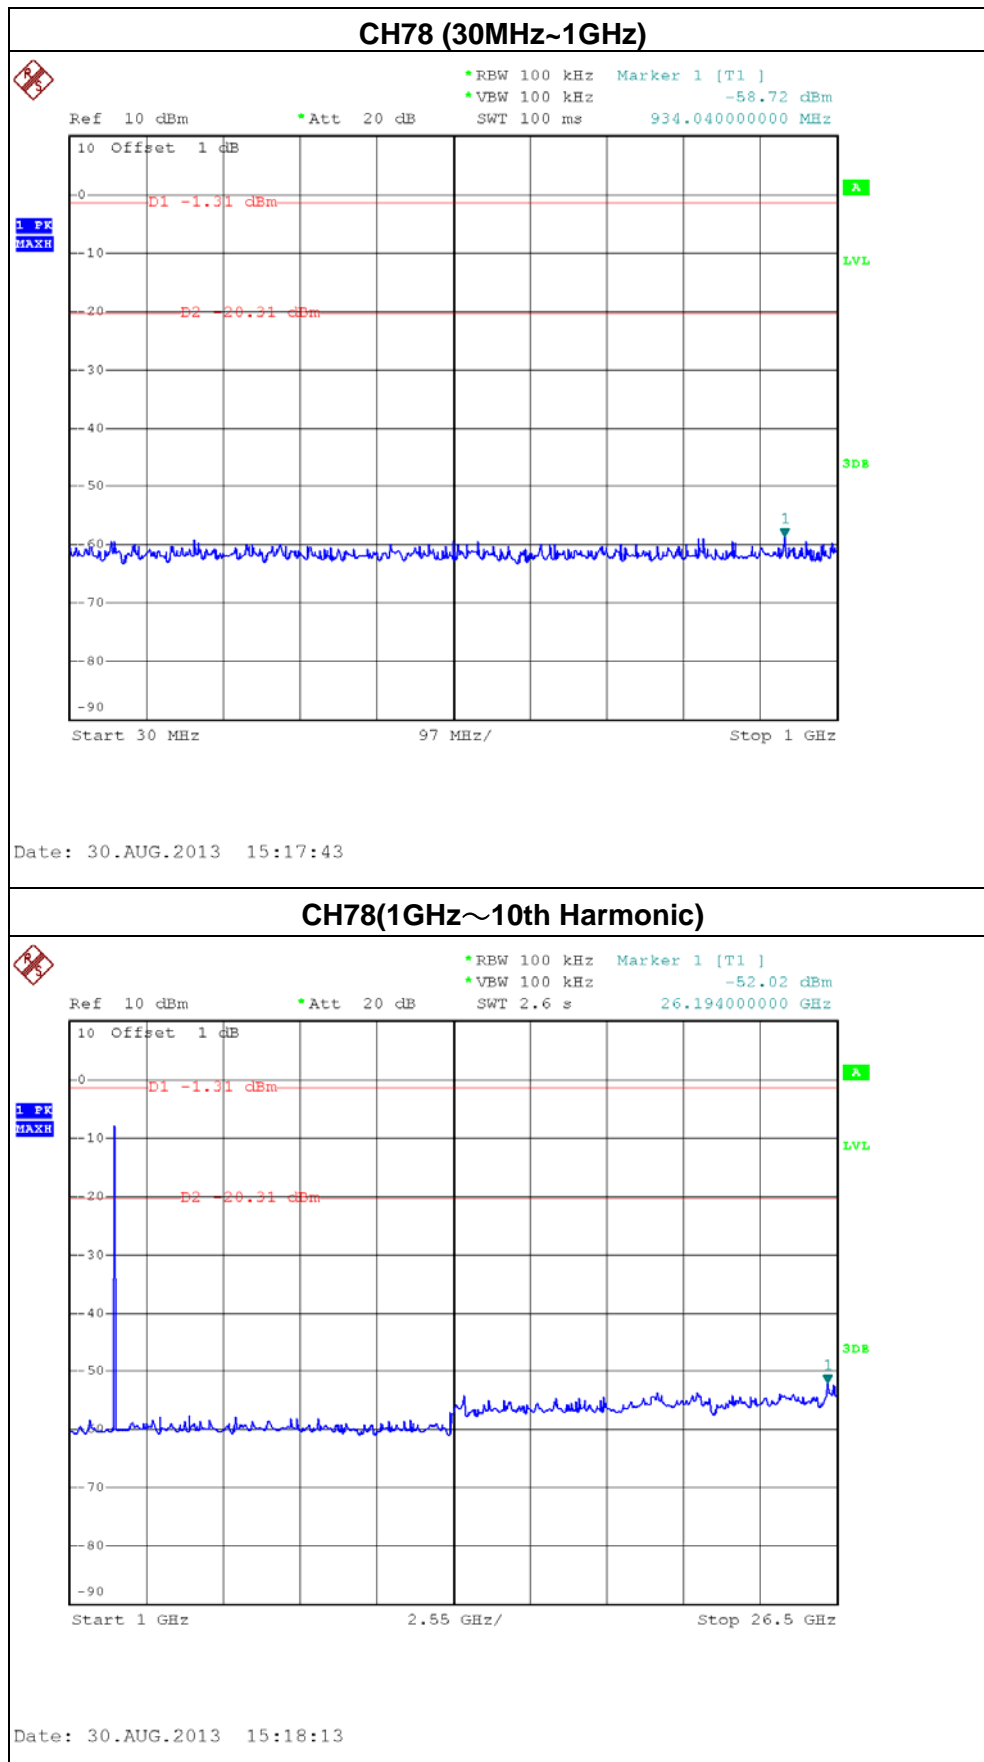 CH78 (30MHz~1GHz)
R S
*RBW 100 kHz Marker 1 [T1 ]
*VBW 100 kHz -58.72 dBm
Ref 10 dBm *Att 20 dB SWT 100 ms 934.040000000 MHz
10 Offset 1 dB
A
0
D1 -1.31 dBm
1 PK
MAXH
-10
LVL
-20
D2 -20.31 dBm
-30
-40
3DB
-50
1
-60
-70
-80
-90
Start 30 MHz 97 MHz/ Stop 1 GHz
Date: 30.AUG.2013 15:17:43
CH78(1GHz～10th Harmonic)
R S
*RBW 100 kHz Marker 1 [T1 ]
*VBW 100 kHz -52.02 dBm
Ref 10 dBm *Att 20 dB SWT 2.6 s 26.194000000 GHz
10 Offset 1 dB
A
0
D1 -1.31 dBm
1 PK
MAXH
-10
LVL
-20
D2 -20.31 dBm
-30
-40
3DB
-50
1
-60
-70
-80
-90
Start 1 GHz 2.55 GHz/ Stop 26.5 GHz
Date: 30.AUG.2013 15:18:13